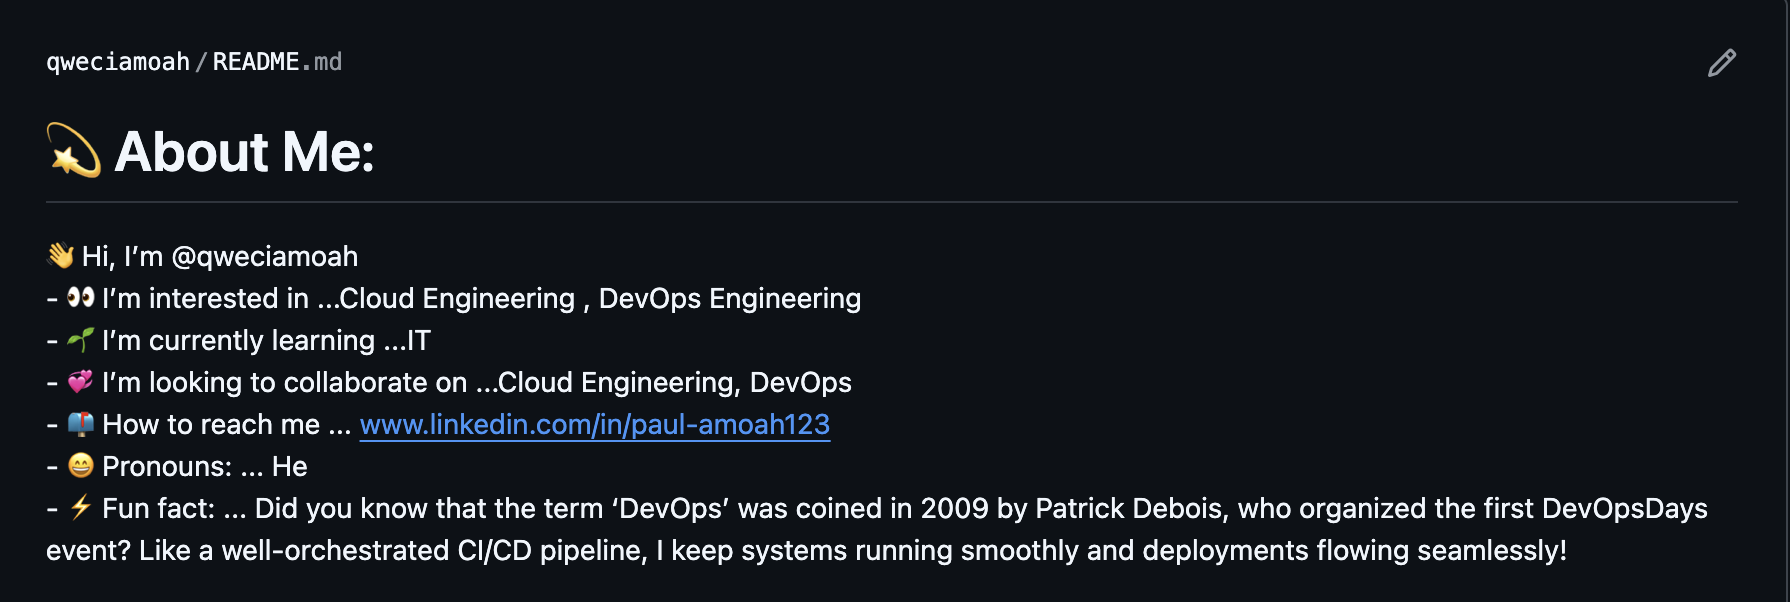 qweciamoah/README.md
💫 About Me:
👋 Hi, I’m @qweciamoah
- 👀 I’m interested in ...Cloud Engineering , DevOps Engineering
- 🌱 I’m currently learning ...IT
- 💞️ I’m looking to collaborate on ...Cloud Engineering, DevOps
- 📫 How to reach me ... www.linkedin.com/in/paul-amoah123
- 😄 Pronouns: ... He
- ⚡ Fun fact: ... Did you know that the term ‘DevOps’ was coined in 2009 by Patrick Debois, who organized the first DevOpsDays
event? Like a well-orchestrated CI/CD pipeline, I keep systems running smoothly and deployments flowing seamlessly!